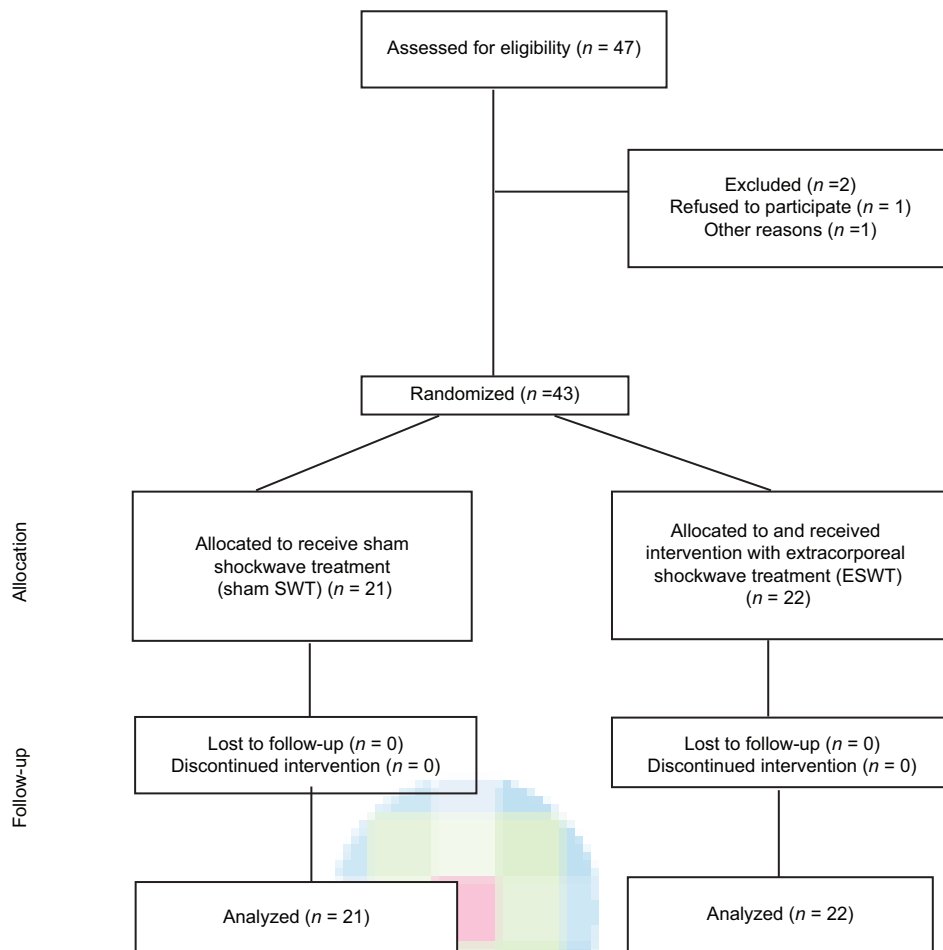 Assessed for eligibility (n = 47)
Excluded (n =2)
Refused to participate (n = 1)
Other reasons (n =1)
Randomized (n =43)
Allocation
Allocated to receive sham
shockwave treatment
(sham SWT) (n = 21)
Allocated to and received
intervention with extracorporeal
shockwave treatment (ESWT)
(n = 22)
Follow-up
Lost to follow-up (n = 0)
Discontinued intervention (n = 0)
Lost to follow-up (n = 0)
Discontinued intervention (n = 0)
Analyzed (n = 21)
Analyzed (n = 22)